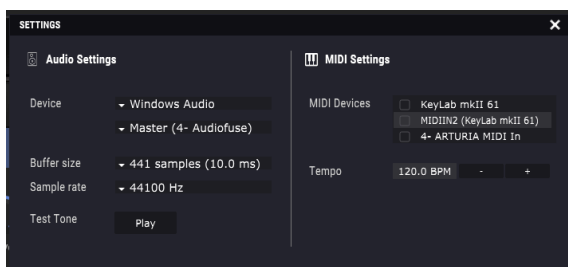 SETTINGS
Audio Settings
Device
Windows Audio
Master (4- Audiofuse)
Buffer size
441 samples (10.0 ms)
Sample rate
44100 Hz
Test Tone
Play
MIDI Settings
MIDI Devices
KeyLab mkII 61
MIDIIN2 (KeyLab mkII 61)
4- ARTURIA MIDI In
Tempo
120.0 BPM - +